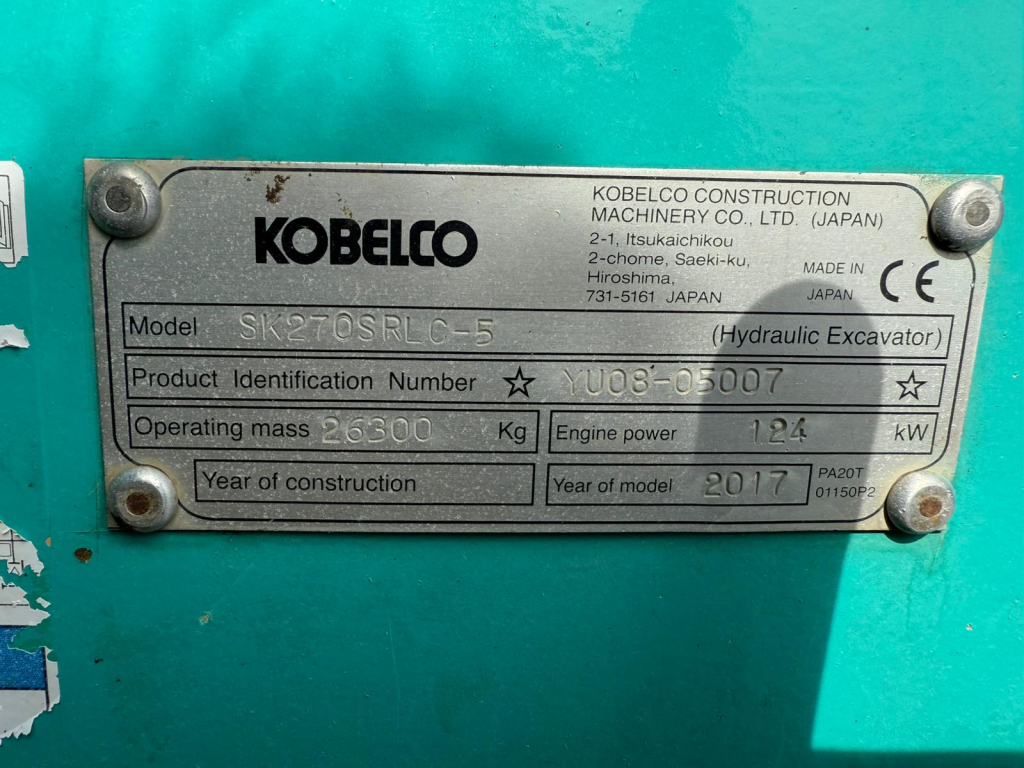 KOBELCO
KOBELCO CONSTRUCTION
MACHINERY CO., LTD. (JAPAN)
2-1, Itsukaichikou
2-chome, Saeki-ku,
Hiroshima,
731-5161 JAPAN
MADE IN
JAPAN
CE
Model SK270SRLC-5 (Hydraulic Excavator)
Product Identification Number ☆ YU08-05007 ☆
Operating mass 26300 Kg
Engine power 124 kW
Year of construction
Year of model 2017
PA20T
01150P2